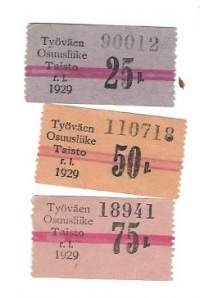 Työväen
Osuusliike
Taisto
r. l.
1929
90012
25 p.
Työväen
Osuusliike
Taisto
r. l.
1929
110718
50 p.
Työväen
Osuusliike
Taisto
r. l.
1929
18941
75 p.